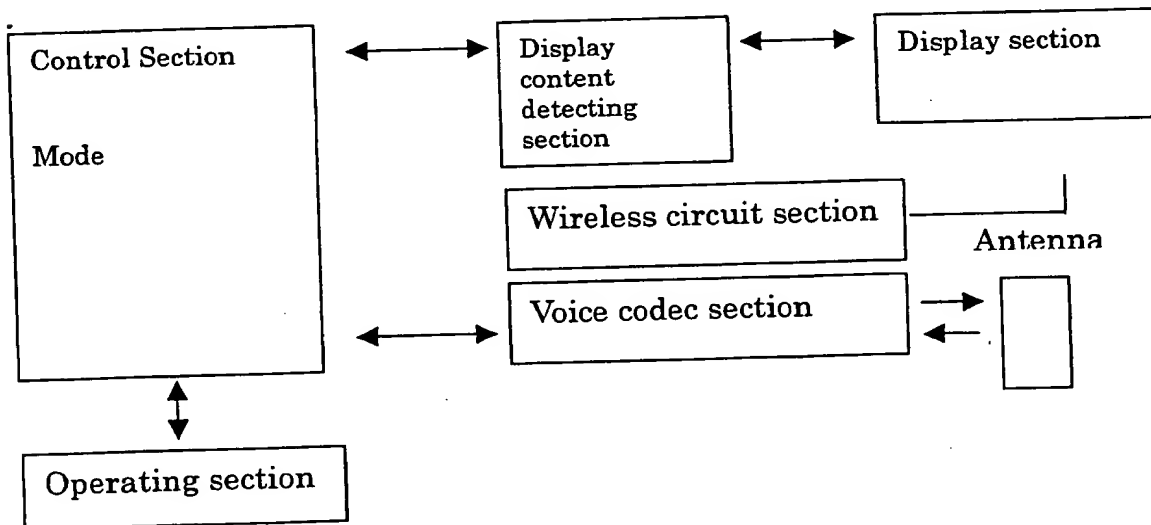 Control Section
Mode
Display
content
detecting
section
Display section
Wireless circuit section
Antenna
Voice codec section
Operating section